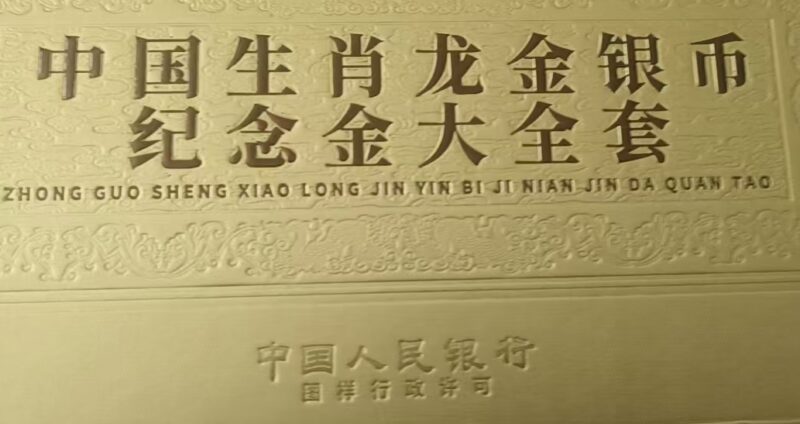 中国生肖龙金银币
纪念金大全套
ZHONG GUO SHENG XIAO LONG JIN YIN BI JI NIAN JIN DA QUAN TAO
中国人民银行
图样行政许可